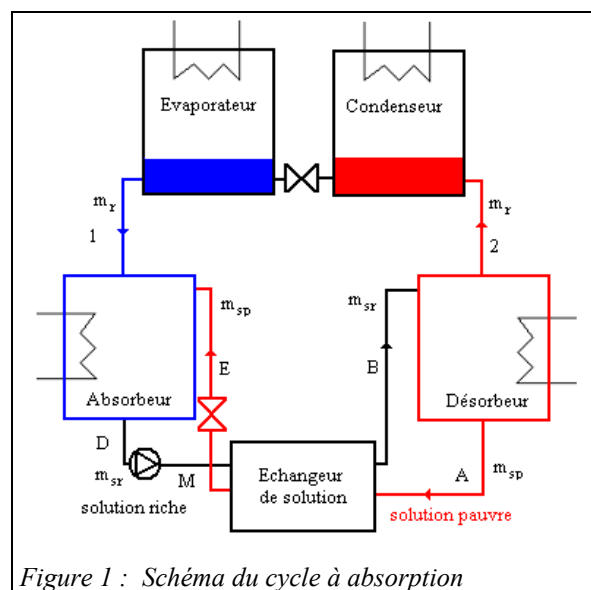 Evaporateur
Condenseur
m_r
1
m_r
2
m_sp
m_sr
E
B
Absorbeur
Désorbeur
D
m_sr
M
A
m_sp
solution riche
Echangeur
de solution
solution pauvre
Figure 1 : Schéma du cycle à absorption